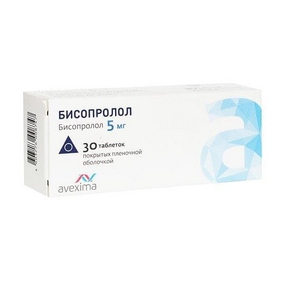 БИСОПРОЛОЛ
Бисопролол 5 мг
30 таблеток
покрытых пленочной
оболочкой
avexima